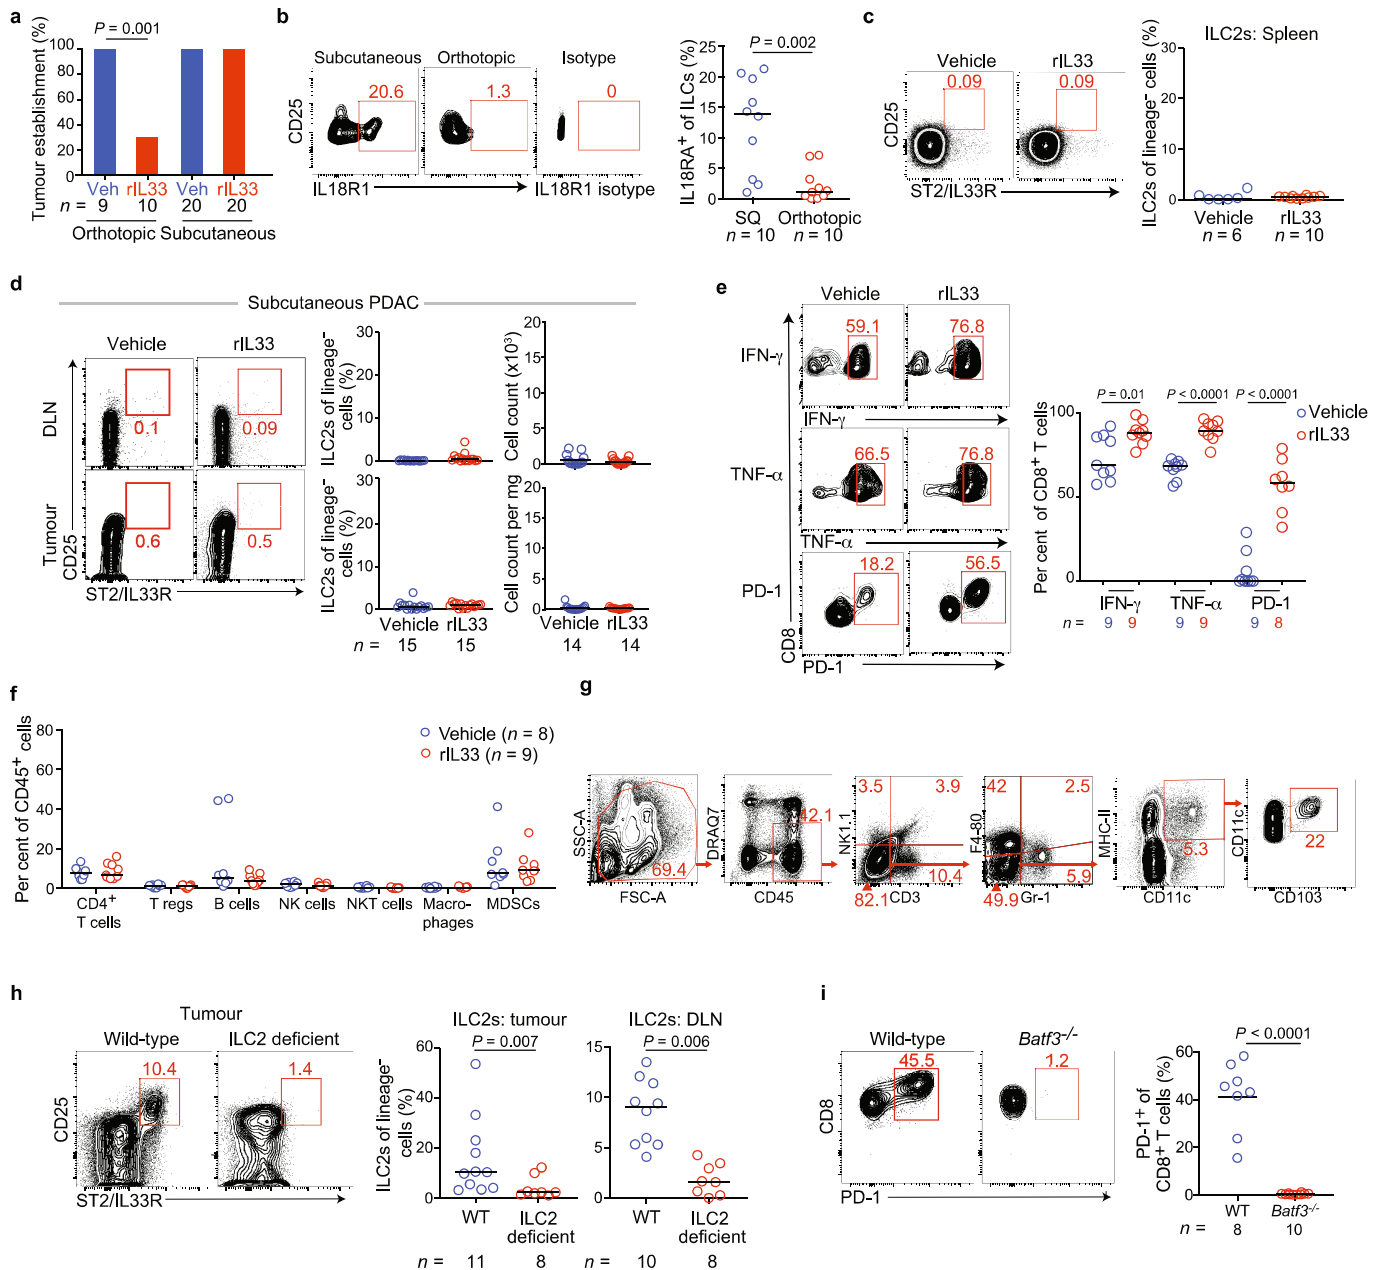 a
P = 0.001
Tumour establishment (%)
100
80
60
40
20
0
Veh rIL33 Veh rIL33
n = 9 10 20 20
Orthotopic Subcutaneous
b
Subcutaneous Orthotopic Isotype
20.6 1.3 0
CD25
IL18R1 IL18R1 isotype
IL18RA+ of ILCs (%)
25
20
15
10
5
0
P = 0.002
SQ Orthotopic
n = 10 n = 10
c
Vehicle rIL33
0.09 0.09
CD25
ST2/IL33R
ILC2s: Spleen
ILC2s of lineage− cells (%)
30
20
10
0
Vehicle rIL33
n = 6 n = 10
d
Subcutaneous PDAC
Vehicle rIL33
DLN
0.1 0.09
Tumour
CD25
0.6 0.5
ST2/IL33R
ILC2s of lineage− cells (%)
30
20
10
0
Cell count (x10³)
20
15
10
5
0
ILC2s of lineage− cells (%)
30
20
10
0
Cell count per mg
20
15
10
5
0
Vehicle rIL33 Vehicle rIL33
n = 15 15 14 14
e
Vehicle rIL33
IFN-γ
59.1 76.8
IFN-γ
TNF-α
66.5 76.8
TNF-α
PD-1
18.2 56.5
CD8
PD-1
Per cent of CD8+ T cells
100
50
0
P = 0.01 P < 0.0001 P < 0.0001
Vehicle
rIL33
IFN-γ TNF-α PD-1
n = 9 9 9 9 9 8
f
Per cent of CD45+ cells
80
60
40
20
0
Vehicle (n = 8)
rIL33 (n = 9)
CD4+ T cells
T regs
B cells
NK cells
NKT cells
Macro-phages
MDSCs
g
SSC-A
69.4
FSC-A
DRAQ7
42.1
CD45
NK1.1
3.5 3.9
10.4
82.1
CD3
F4-80
42 2.5
5.9
49.9
Gr-1
MHC-II
5.3
CD11c
CD11c
22
CD103
h
Tumour
Wild-type ILC2 deficient
10.4 1.4
CD25
ST2/IL33R
ILC2s: tumour
P = 0.007
ILC2s of lineage− cells (%)
60
40
20
0
WT ILC2 deficient
n = 11 8
ILC2s: DLN
P = 0.006
15
10
5
0
WT ILC2 deficient
n = 10 8
i
Wild-type Batf3−/−
45.5 1.2
CD8
PD-1
P < 0.0001
PD-1+ of CD8+ T cells (%)
60
40
20
0
WT Batf3−/−
n = 8 10